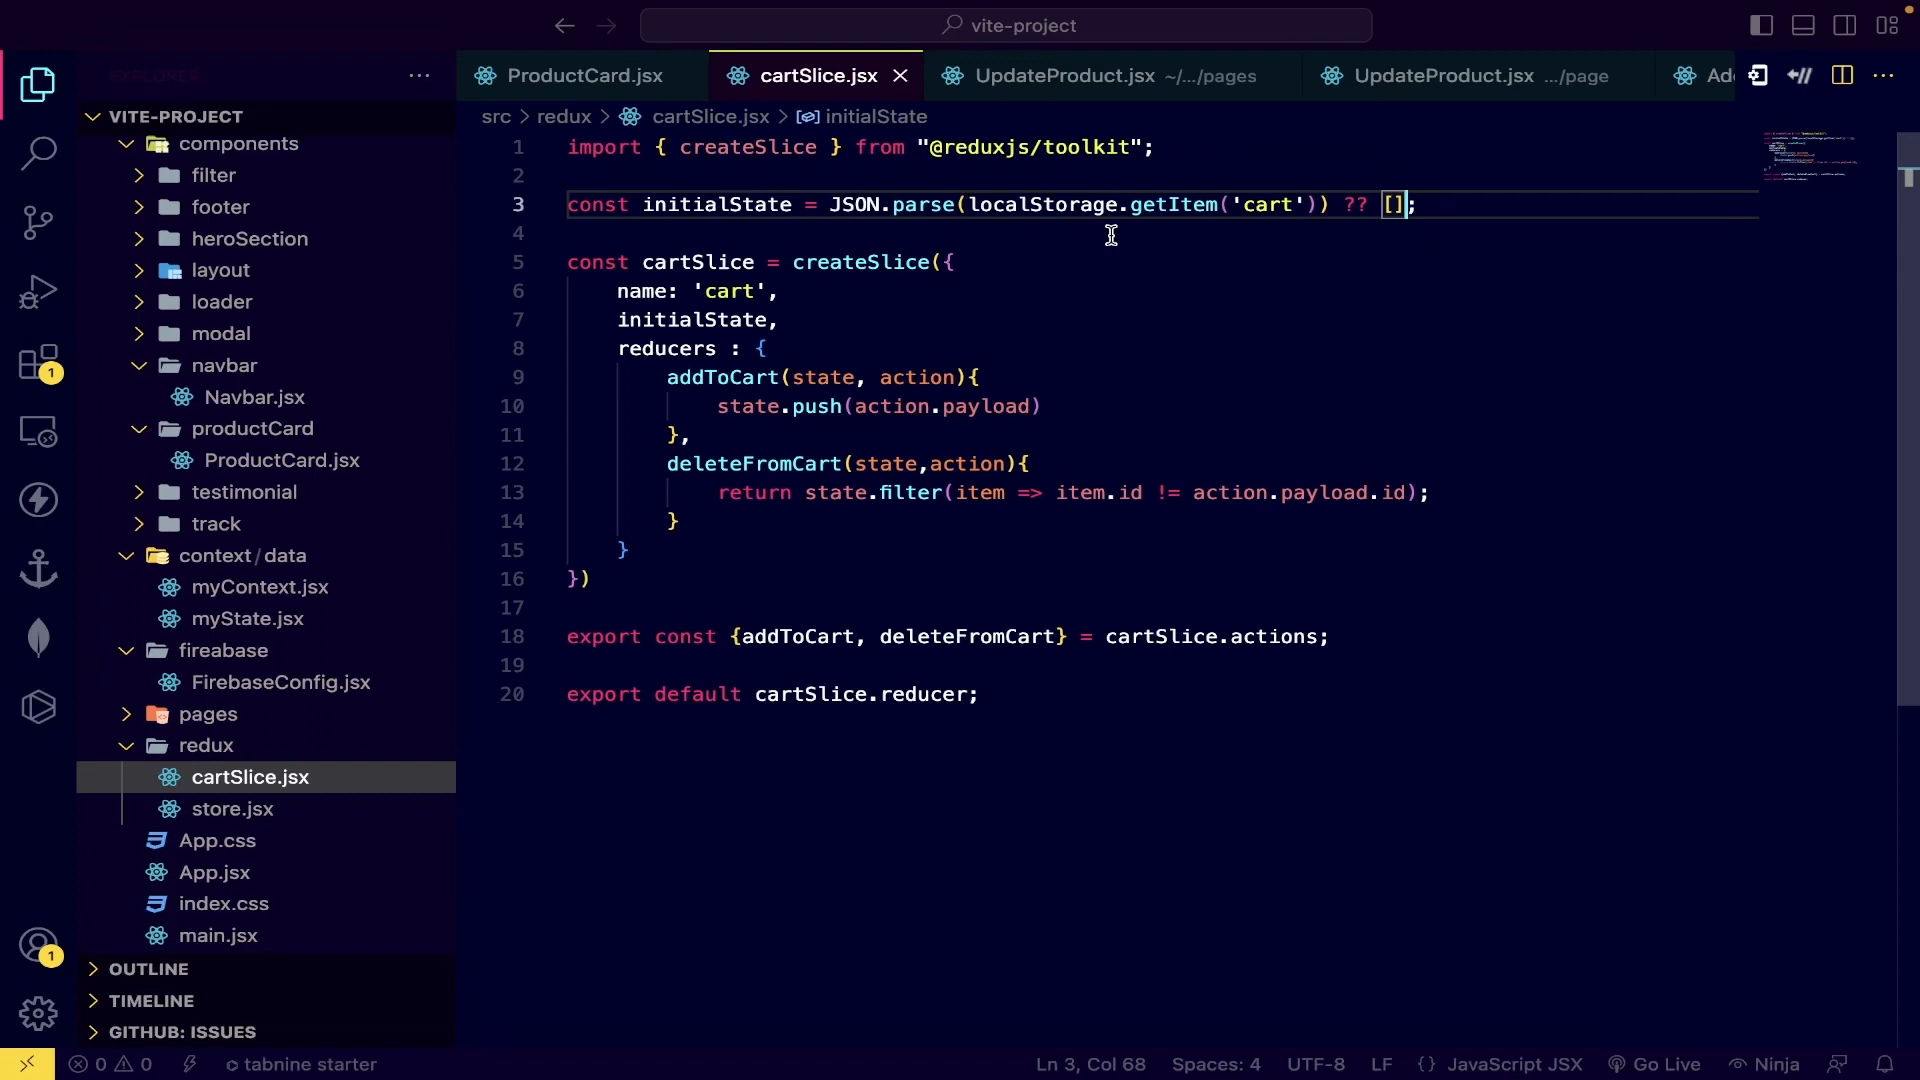 vite-project
EXPLORER
ProductCard.jsx
cartSlice.jsx
UpdateProduct.jsx ~/.../pages
UpdateProduct.jsx .../page
Ad
VITE-PROJECT
components
filter
footer
heroSection
layout
loader
modal
navbar
Navbar.jsx
productCard
ProductCard.jsx
testimonial
track
context/data
myContext.jsx
myState.jsx
fireabase
FirebaseConfig.jsx
pages
redux
cartSlice.jsx
store.jsx
App.css
App.jsx
index.css
main.jsx
OUTLINE
TIMELINE
GITHUB: ISSUES
1
1
src > redux > cartSlice.jsx > initialState
1 import { createSlice } from "@reduxjs/toolkit";
2
3 const initialState = JSON.parse(localStorage.getItem('cart')) ?? [];
4
5 const cartSlice = createSlice({
6 name: 'cart',
7 initialState,
8 reducers : {
9 addToCart(state, action){
10 state.push(action.payload)
11 },
12 deleteFromCart(state,action){
13 return state.filter(item => item.id != action.payload.id);
14 }
15 }
16 })
17
18 export const {addToCart, deleteFromCart} = cartSlice.actions;
19
20 export default cartSlice.reducer;
0 0 tabnine starter
Ln 3, Col 68 Spaces: 4 UTF-8 LF {} JavaScript JSX Go Live Ninja